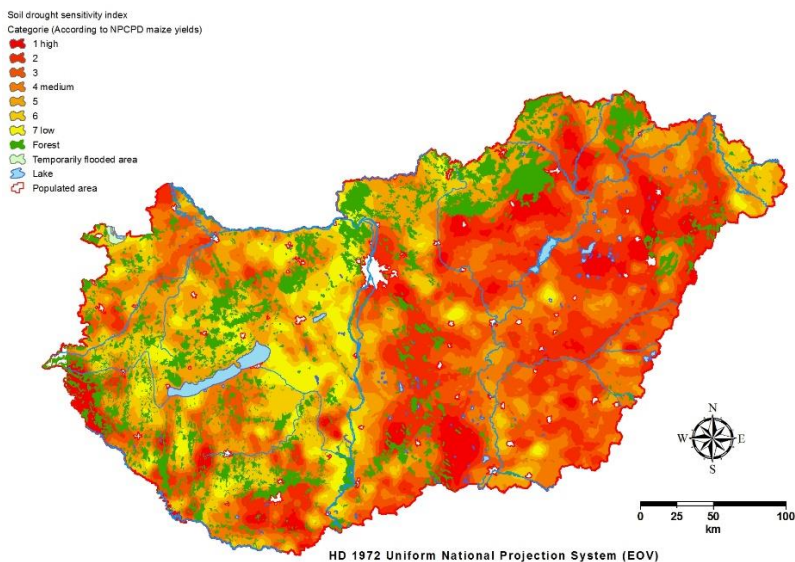 Soil drought sensitivity index
Categorie (According to NPCPD maize yields)
1 high
2
3
4 medium
5
6
7 low
Forest
Temporarily flooded area
Lake
Populated area
N
W E
S
0 25 50 100
km
HD 1972 Uniform National Projection System (EOV)